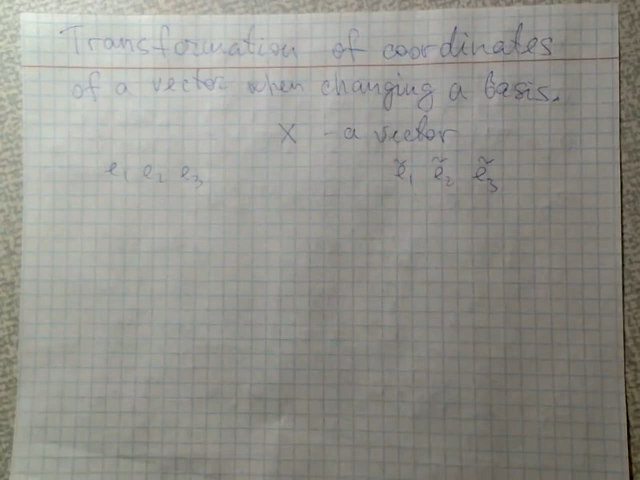 Transformation of coordinates
of a vector when changing a basis.
X - a vector
e₁ e₂ e₃ ẽ₁ ẽ₂ ẽ₃